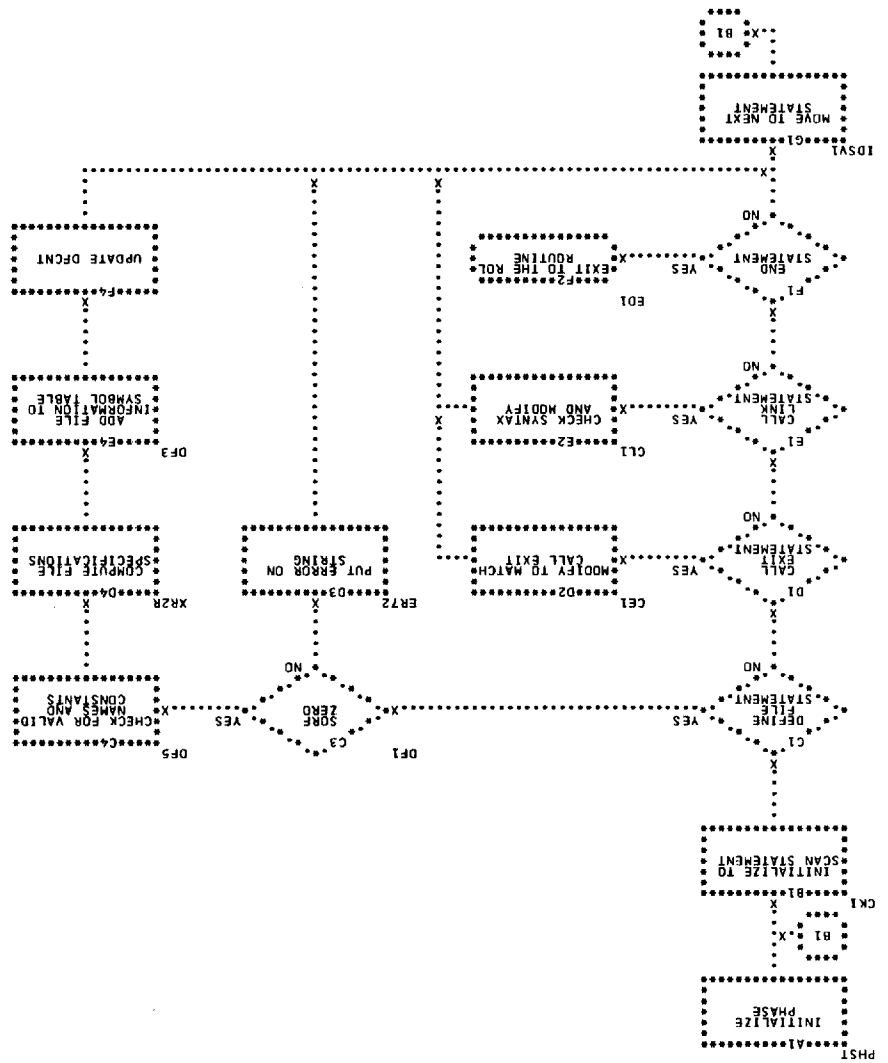 PHST
A1
INITIALIZE
PHASE
B1
CK1
B1
INITIALIZE TO
SCAN STATEMENT
C1
DEFINE
FILE
STATEMENT
YES
NO
DF1
C3
SORF
ZERO
YES
NO
DF5
C4
CHECK FOR VALID
NAMES AND
CONSTANTS
D1
CALL
EXIT
STATEMENT
YES
NO
CE1
D2
MODIFY TO MATCH
CALL EXIT
ERT2
D3
PUT ERROR ON
STRING
XR2R
D4
COMPUTE FILE
SPECIFICATIONS
E1
CALL
LINK
STATEMENT
YES
NO
CL1
E2
CHECK SYNTAX
AND MODIFY
DF3
E4
ADD FILE
INFORMATION TO
SYMBOL TABLE
F1
END
STATEMENT
YES
NO
ED1
F2
EXIT TO THE ROL
ROUTINE
F4
UPDATE DFCNT
IDSV1
G1
MOVE TO NEXT
STATEMENT
B1